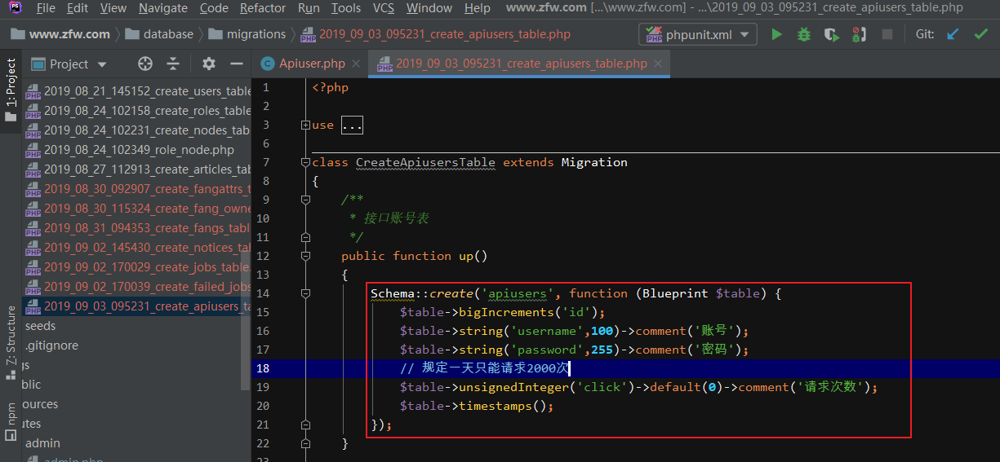 File Edit View Navigate Code Refactor Run Tools VCS Window Help www.zfw.com [...\www.zfw.com] - ...\2019_09_03_095231_create_apiusers_table.php
www.zfw.com database migrations 2019_09_03_095231_create_apiusers_table.php phpunit.xml Git:
Project Apiuser.php 2019_09_03_095231_create_apiusers_table.php
1: Project
7: Structure
npm
2019_08_21_145152_create_users_table
2019_08_24_102158_create_roles_table
2019_08_24_102231_create_nodes_tab
2019_08_24_102349_role_node.php
2019_08_27_112913_create_articles_tab
2019_08_30_092907_create_fangattrs_t
2019_08_30_115324_create_fang_owne
2019_08_31_094353_create_fangs_tabl
2019_09_02_145430_create_notices_tal
2019_09_02_170029_create_jobs_table.
2019_09_02_170039_create_failed_jobs
2019_09_03_095231_create_apiusers_ta
seeds
.gitignore
gs
blic
ources
utes
admin
admin.php
1 <?php
2
3 use ...
6
7 class CreateApiusersTable extends Migration
8 {
9 /**
10 * 接口账号表
11 */
12 public function up()
13 {
14 Schema::create('apiusers', function (Blueprint $table) {
15 $table->bigIncrements('id');
16 $table->string('username',100)->comment('账号');
17 $table->string('password',255)->comment('密码');
18 // 规定一天只能请求2000次
19 $table->unsignedInteger('click')->default(0)->comment('请求次数');
20 $table->timestamps();
21 });
22 }
23